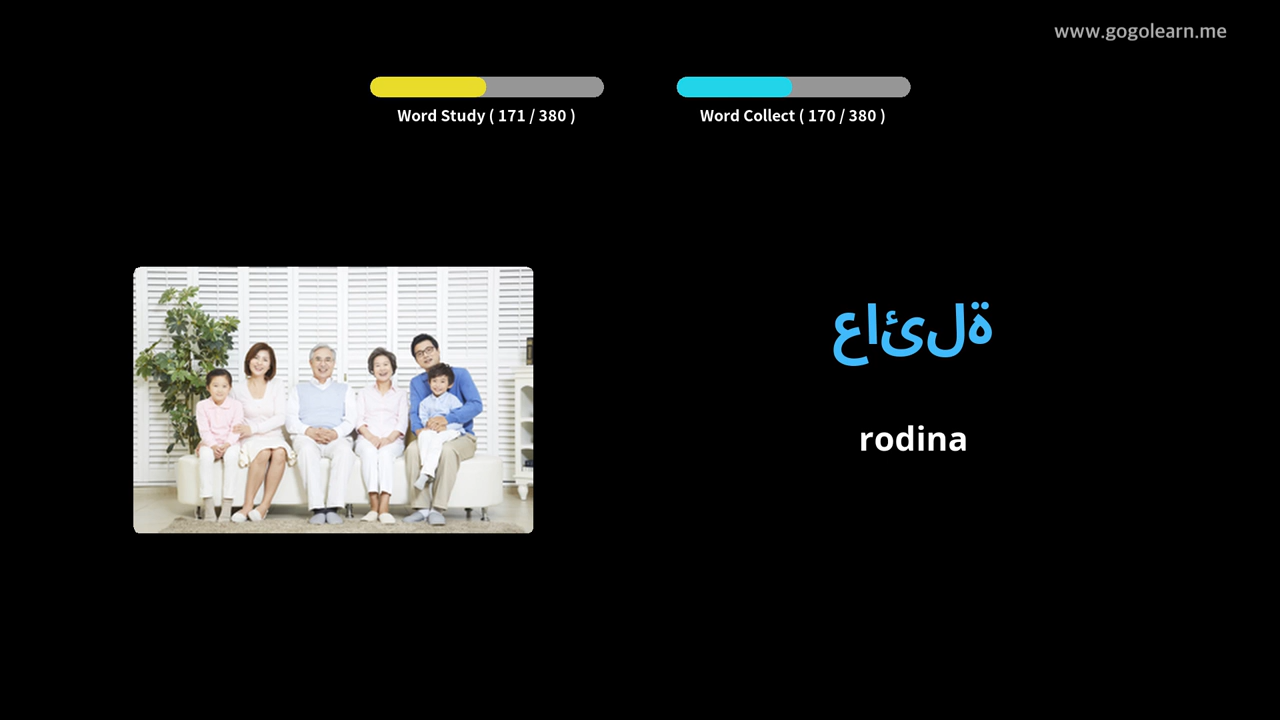 www.gogolearn.me
Word Study ( 171 / 380 )
Word Collect ( 170 / 380 )
عائلة
rodina